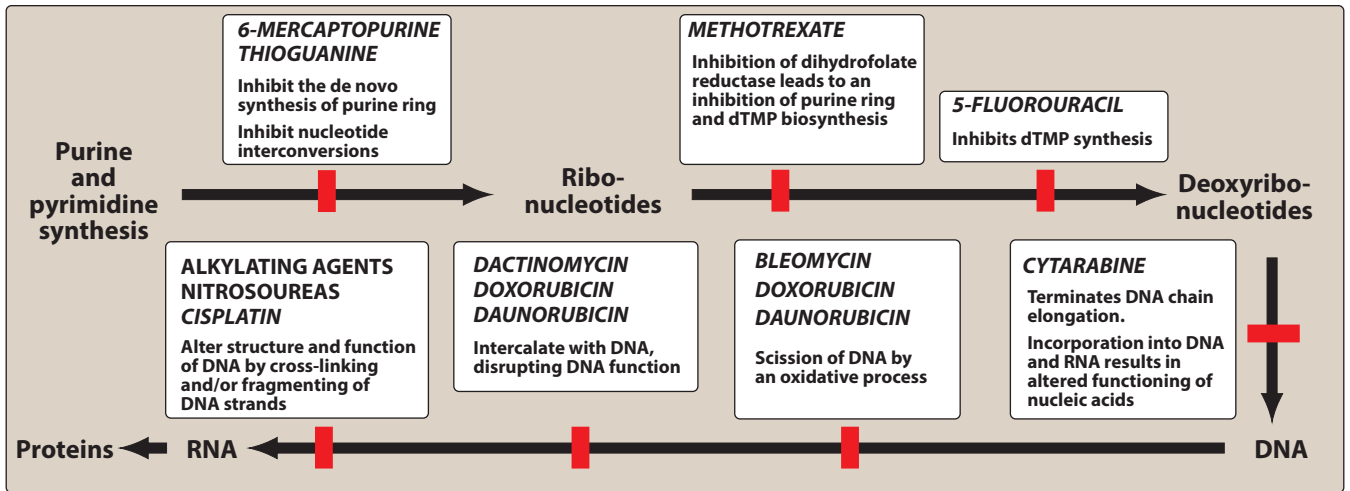 6-MERCAPTOPURINE
THIOGUANINE
Inhibit the de novo
synthesis of purine ring
Inhibit nucleotide
interconversions
METHOTREXATE
Inhibition of dihydrofolate
reductase leads to an
inhibition of purine ring
and dTMP biosynthesis
5-FLUOROURACIL
Inhibits dTMP synthesis
Purine
and
pyrimidine
synthesis
Ribo-
nucleotides
Deoxyribo-
nucleotides
ALKYLATING AGENTS
NITROSOUREAS
CISPLATIN
Alter structure and function
of DNA by cross-linking
and/or fragmenting of
DNA strands
DACTINOMYCIN
DOXORUBICIN
DAUNORUBICIN
Intercalate with DNA,
disrupting DNA function
BLEOMYCIN
DOXORUBICIN
DAUNORUBICIN
Scission of DNA by
an oxidative process
CYTARABINE
Terminates DNA chain
elongation.
Incorporation into DNA
and RNA results in
altered functioning of
nucleic acids
Proteins
RNA
DNA